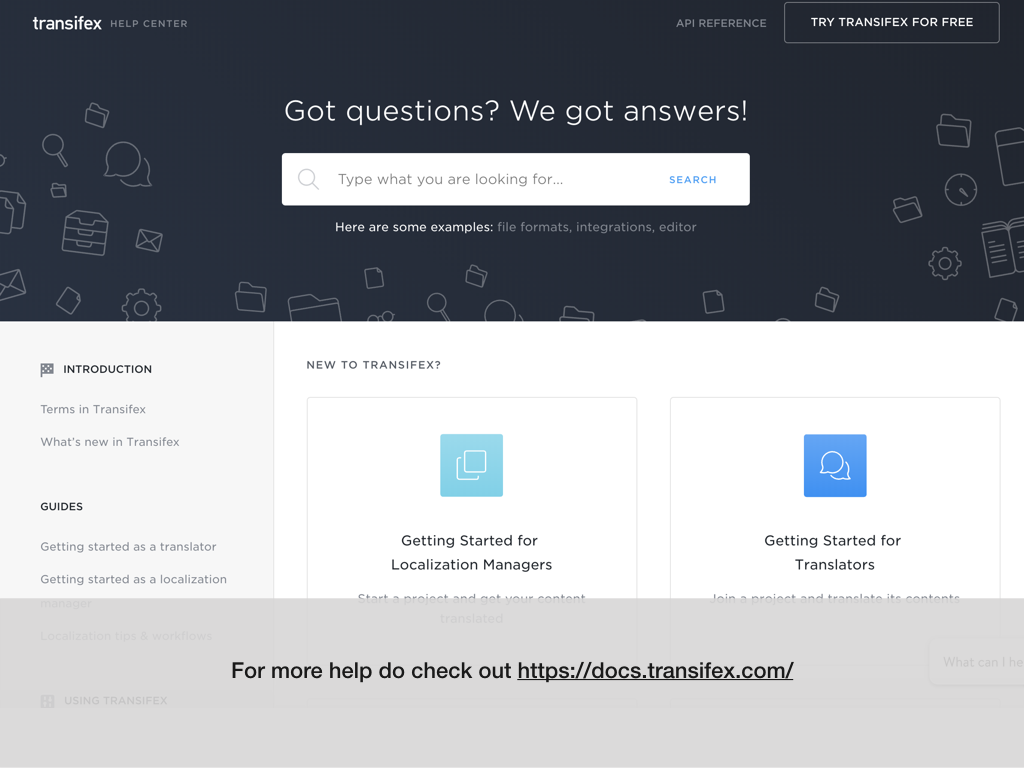 transifex HELP CENTER
API REFERENCE
TRY TRANSIFEX FOR FREE
Got questions? We got answers!
Type what you are looking for...
SEARCH
Here are some examples: file formats, integrations, editor
INTRODUCTION
Terms in Transifex
What's new in Transifex
GUIDES
Getting started as a translator
Getting started as a localization
manager
Localization tips & workflows
USING TRANSIFEX
NEW TO TRANSIFEX?
Getting Started for
Localization Managers
Start a project and get your content
translated
Getting Started for
Translators
Join a project and translate its contents
What can I he
For more help do check out https://docs.transifex.com/